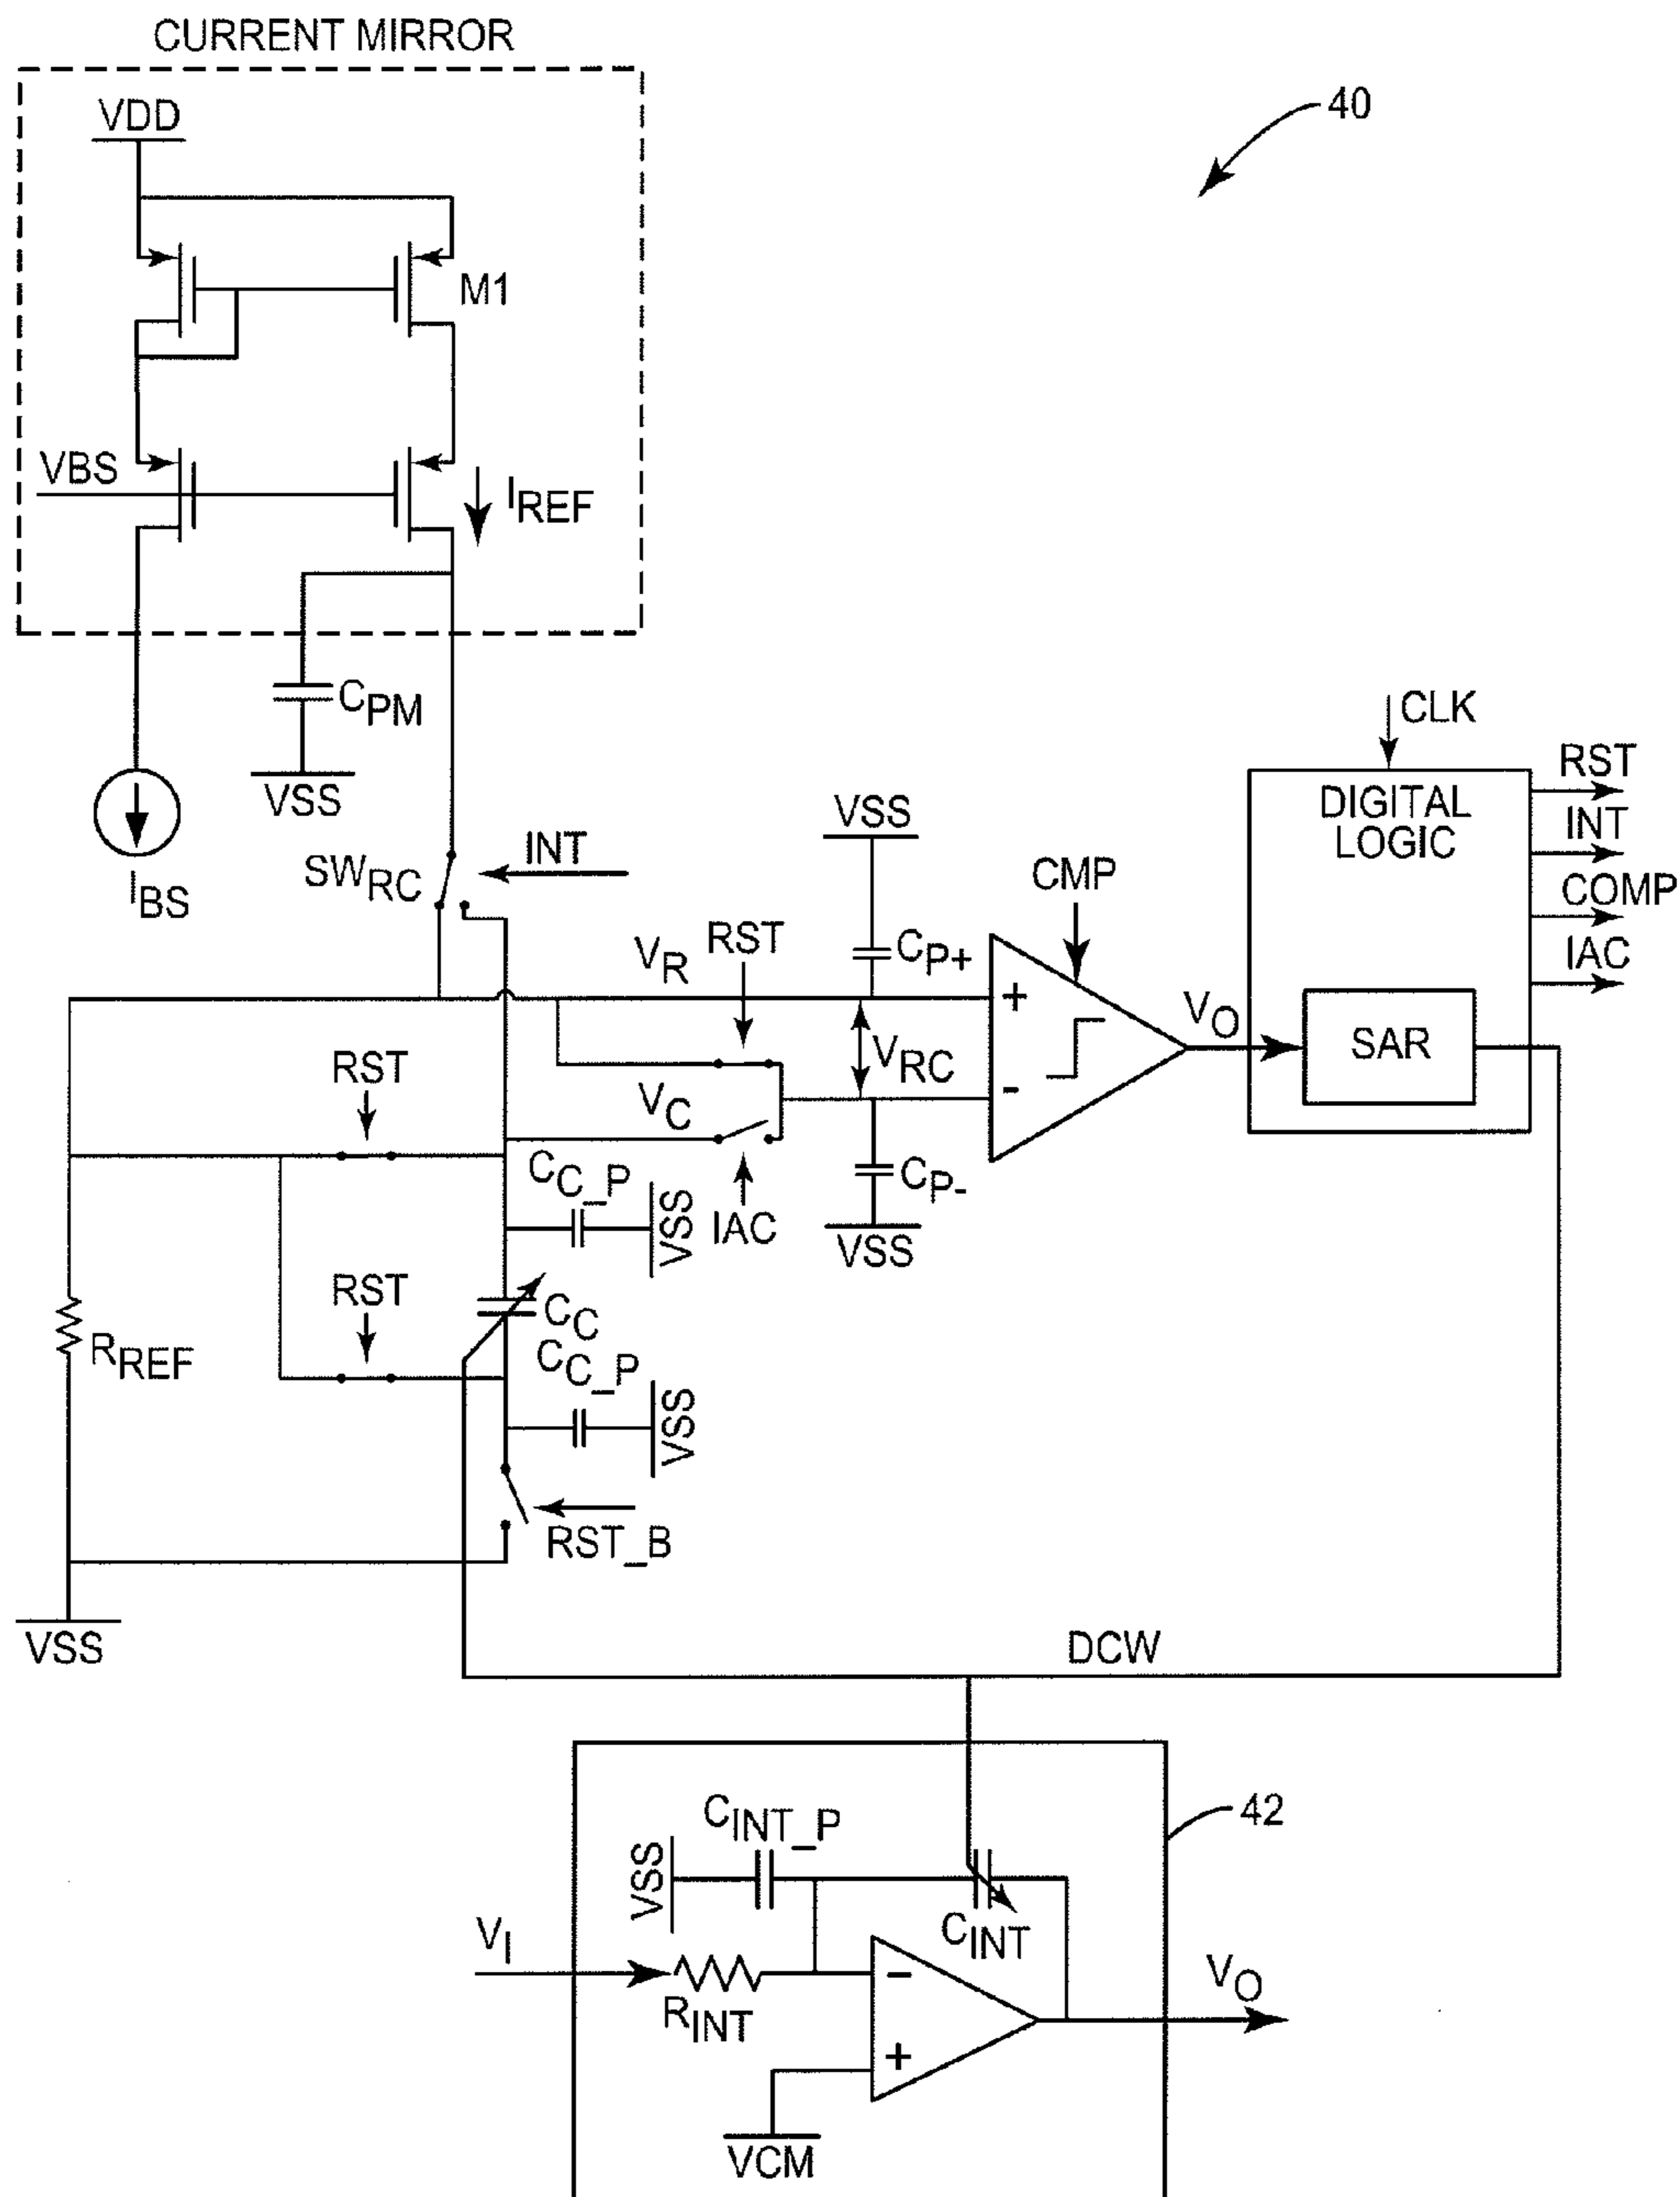 CURRENT MIRROR
VDD
40
M1
VBS
IREF
CPM
VSS
IBS
SWRC
INT
VSS
CMP
CLK
RST
INT
COMP
IAC
DIGITAL
LOGIC
VR
RST
CP+
+
VRC
-
VO
SAR
RST
VC
IAC
CP-
VSS
CC_P
VSS
RST
CC
RREF
CC_P
VSS
RST_B
VSS
DCW
CINT_P
42
VSS
CINT
VI
RINT
-
+
VO
VCM